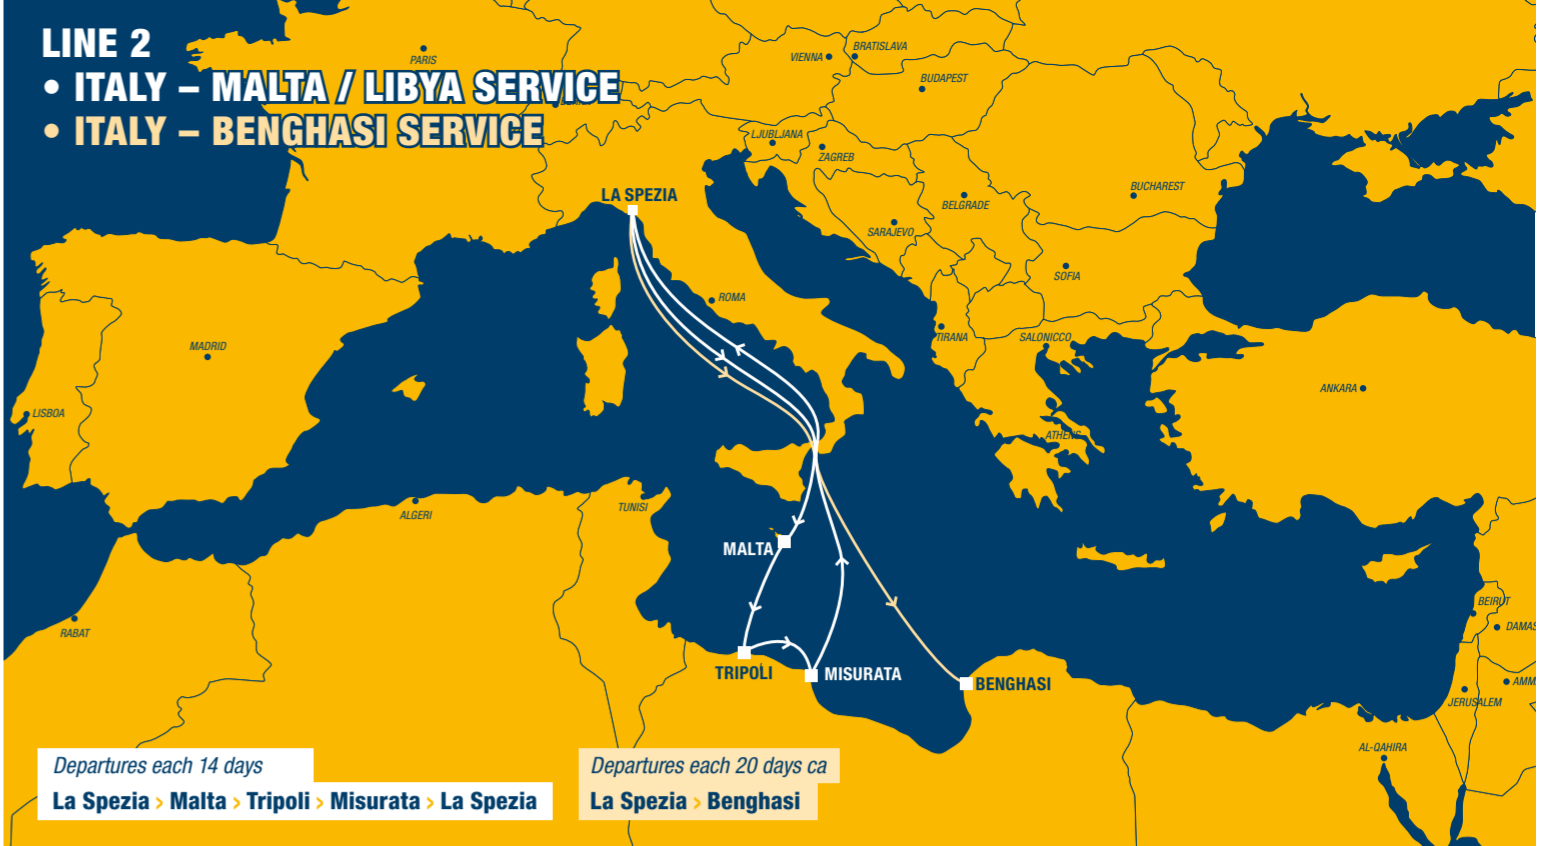 LINE 2
• ITALY – MALTA / LIBYA SERVICE
• ITALY – BENGHASI SERVICE
PARIS
VIENNA
BRATISLAVA
BUDAPEST
LJUBLJANA
ZAGREB
LA SPEZIA
BELGRADE
BUCHAREST
SARAJEVO
SOFIA
ROMA
TIRANA
SALONICCO
MADRID
ANKARA
LISBOA
ATHENS
ALGERI
TUNISI
MALTA
RABAT
BEIRUT
DAMAS
TRIPOLI
MISURATA
BENGHASI
AMM
JERUSALEM
AL-QAHIRA
Departures each 14 days
La Spezia › Malta › Tripoli › Misurata › La Spezia
Departures each 20 days ca
La Spezia › Benghasi